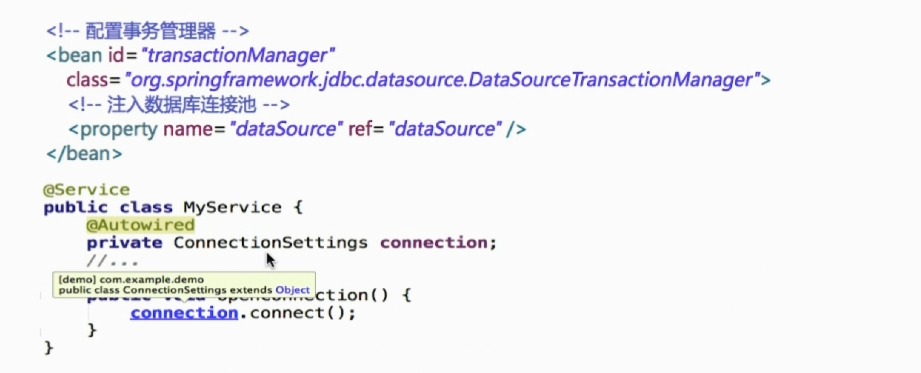 <!-- 配置事务管理器 -->
<bean id="transactionManager"
class="org.springframework.jdbc.datasource.DataSourceTransactionManager">
<!-- 注入数据库连接池 -->
<property name="dataSource" ref="dataSource" />
</bean>
@Service
public class MyService {
@Autowired
private ConnectionSettings connection;
//...
[demo] com.example.demo
public class ConnectionSettings extends Object
ction() {
connection.connect();
}
}